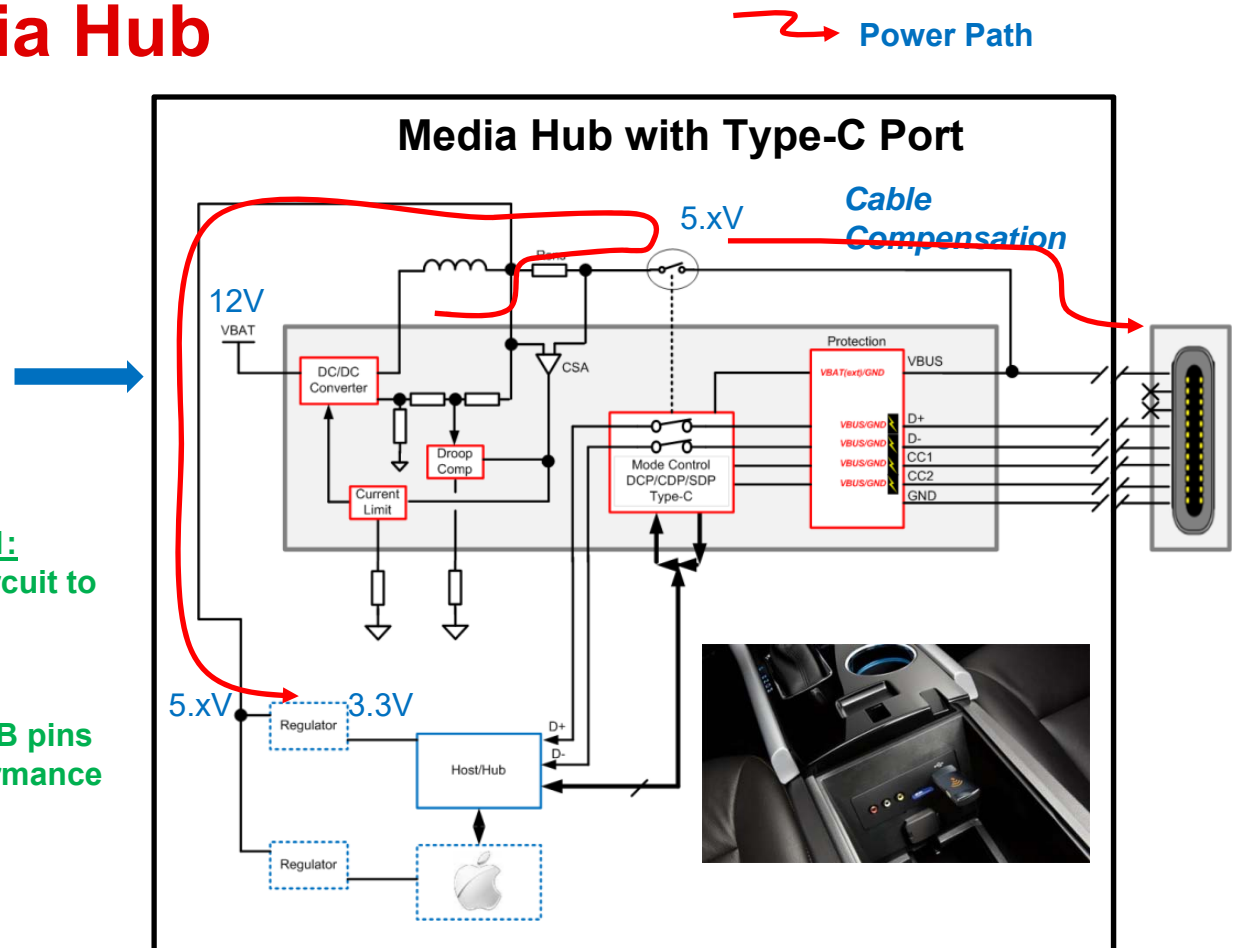 ia Hub
Power Path
Media Hub with Type-C Port
Cable
Compensation
5.xV
12V
VBAT
DC/DC
Converter
CSA
Droop
Comp
Current
Limit
Mode Control
DCP/CDP/SDP
Type-C
Protection
VBAT(ext)/GND
VBUS/GND
VBUS/GND
VBUS/GND
VBUS/GND
VBUS
D+
D-
CC1
CC2
GND
rcuit to
B pins
rmance
5.xV
3.3V
Regulator
Host/Hub
D+
D-
Regulator